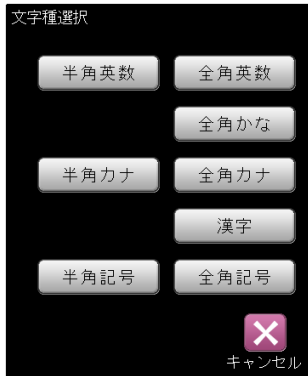 文字種選択
半角英数 全角英数
全角かな
半角カナ 全角カナ
漢字
半角記号 全角記号
キャンセル